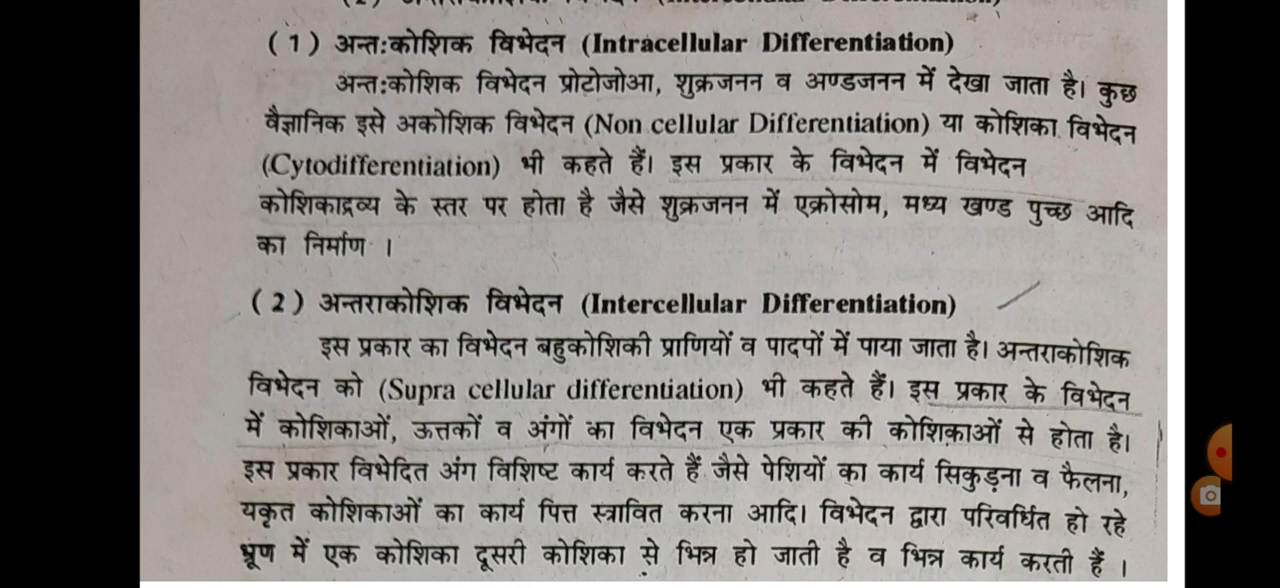 (1) अन्त:कोशिक विभेदन (Intracellular Differentiation)
अन्त:कोशिक विभेदन प्रोटोजोआ, शुक्रजनन व अण्डजनन में देखा जाता है। कुछ
वैज्ञानिक इसे अकोशिक विभेदन (Non cellular Differentiation) या कोशिका विभेदन
(Cytodifferentiation) भी कहते हैं। इस प्रकार के विभेदन में विभेदन
कोशिकाद्रव्य के स्तर पर होता है जैसे शुक्रजनन में एक्रोसोम, मध्य खण्ड पुच्छ आदि
का निर्माण ।
(2) अन्तराकोशिक विभेदन (Intercellular Differentiation)
इस प्रकार का विभेदन बहुकोशिकी प्राणियों व पादपों में पाया जाता है। अन्तराकोशिक
विभेदन को (Supra cellular differentiation) भी कहते हैं। इस प्रकार के विभेदन
में कोशिकाओं, ऊत्तकों व अंगों का विभेदन एक प्रकार की कोशिकाओं से होता है।
इस प्रकार विभेदित अंग विशिष्ट कार्य करते हैं जैसे पेशियों का कार्य सिकुड़ना व फैलना,
यकृत कोशिकाओं का कार्य पित्त स्त्रावित करना आदि। विभेदन द्वारा परिवर्धित हो रहे
भ्रूण में एक कोशिका दूसरी कोशिका से भिन्न हो जाती है व भिन्न कार्य करती हैं ।